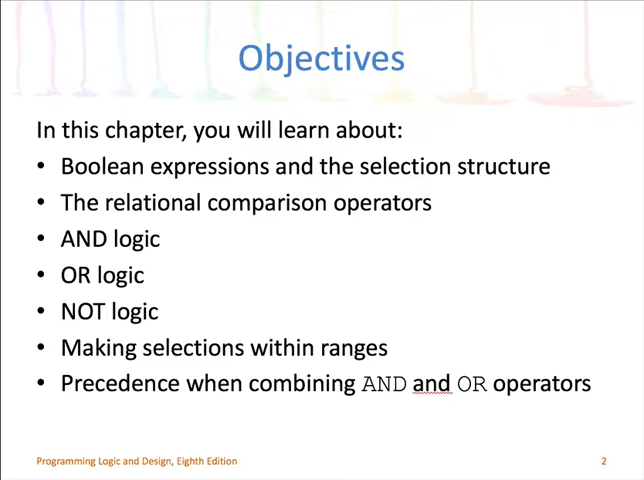 Objectives
In this chapter, you will learn about:
• Boolean expressions and the selection structure
• The relational comparison operators
• AND logic
• OR logic
• NOT logic
• Making selections within ranges
• Precedence when combining AND and OR operators
Programming Logic and Design, Eighth Edition
2